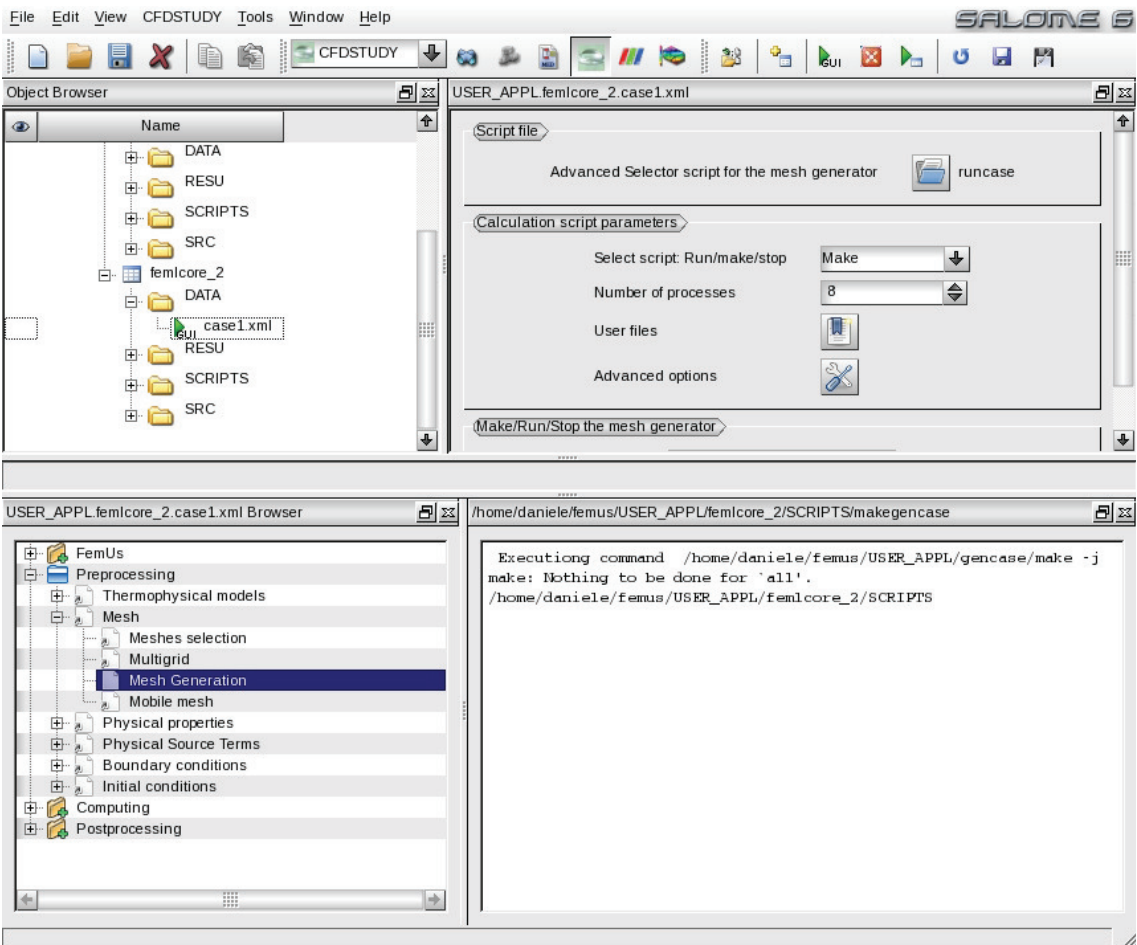 File Edit View CFDSTUDY Tools Window Help
SALOME 6
CFDSTUDY
GUI
Object Browser
Name
DATA
RESU
SCRIPTS
SRC
femlcore_2
DATA
GUI case1.xml
RESU
SCRIPTS
SRC
USER_APPL.femlcore_2.case1.xml
Script file
Advanced Selector script for the mesh generator runcase
Calculation script parameters
Select script: Run/make/stop Make
Number of processes 8
User files
Advanced options
Make/Run/Stop the mesh generator
USER_APPL.femlcore_2.case1.xml Browser
FemUs
Preprocessing
Thermophysical models
Mesh
Meshes selection
Multigrid
Mesh Generation
Mobile mesh
Physical properties
Physical Source Terms
Boundary conditions
Initial conditions
Computing
Postprocessing
/home/daniele/femus/USER_APPL/femlcore_2/SCRIPTS/makegencase
Executiong command /home/daniele/femus/USER_APPL/gencase/make -j
make: Nothing to be done for `all'.
/home/daniele/femus/USER_APPL/femlcore_2/SCRIPTS